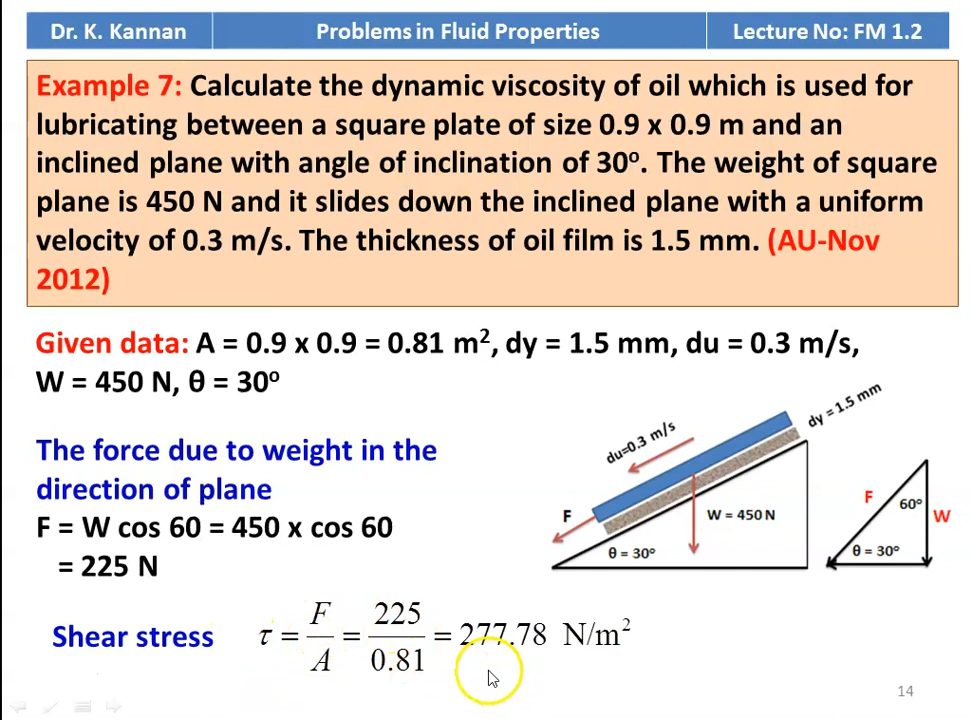 Dr. K. Kannan
Problems in Fluid Properties
Lecture No: FM 1.2
Example 7: Calculate the dynamic viscosity of oil which is used for
lubricating between a square plate of size 0.9 x 0.9 m and an
inclined plane with angle of inclination of 30º. The weight of square
plane is 450 N and it slides down the inclined plane with a uniform
velocity of 0.3 m/s. The thickness of oil film is 1.5 mm. (AU-Nov
2012)
Given data: A = 0.9 x 0.9 = 0.81 m², dy = 1.5 mm, du = 0.3 m/s,
W = 450 N, θ = 30º
The force due to weight in the
direction of plane
F = W cos 60 = 450 x cos 60
= 225 N
du=0.3 m/s
dy = 1.5 mm
F
W = 450 N
θ = 30º
F
60º
W
θ = 30º
Shear stress τ = F/A = 225/0.81 = 277.78 N/m²
14